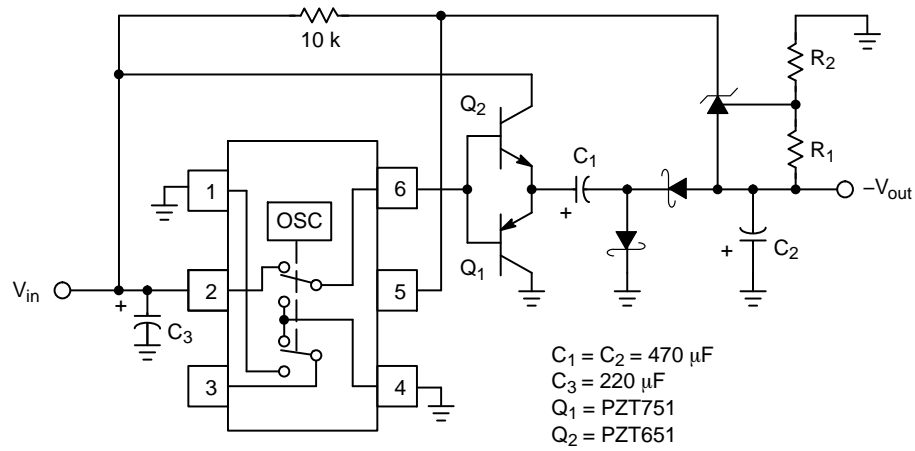 10 k
R2
Q2
R1
C1
1
6
+
−Vout
OSC
Q1
+
C2
Vin
2
5
+
C3
3
4
C1 = C2 = 470 μF
C3 = 220 μF
Q1 = PZT751
Q2 = PZT651